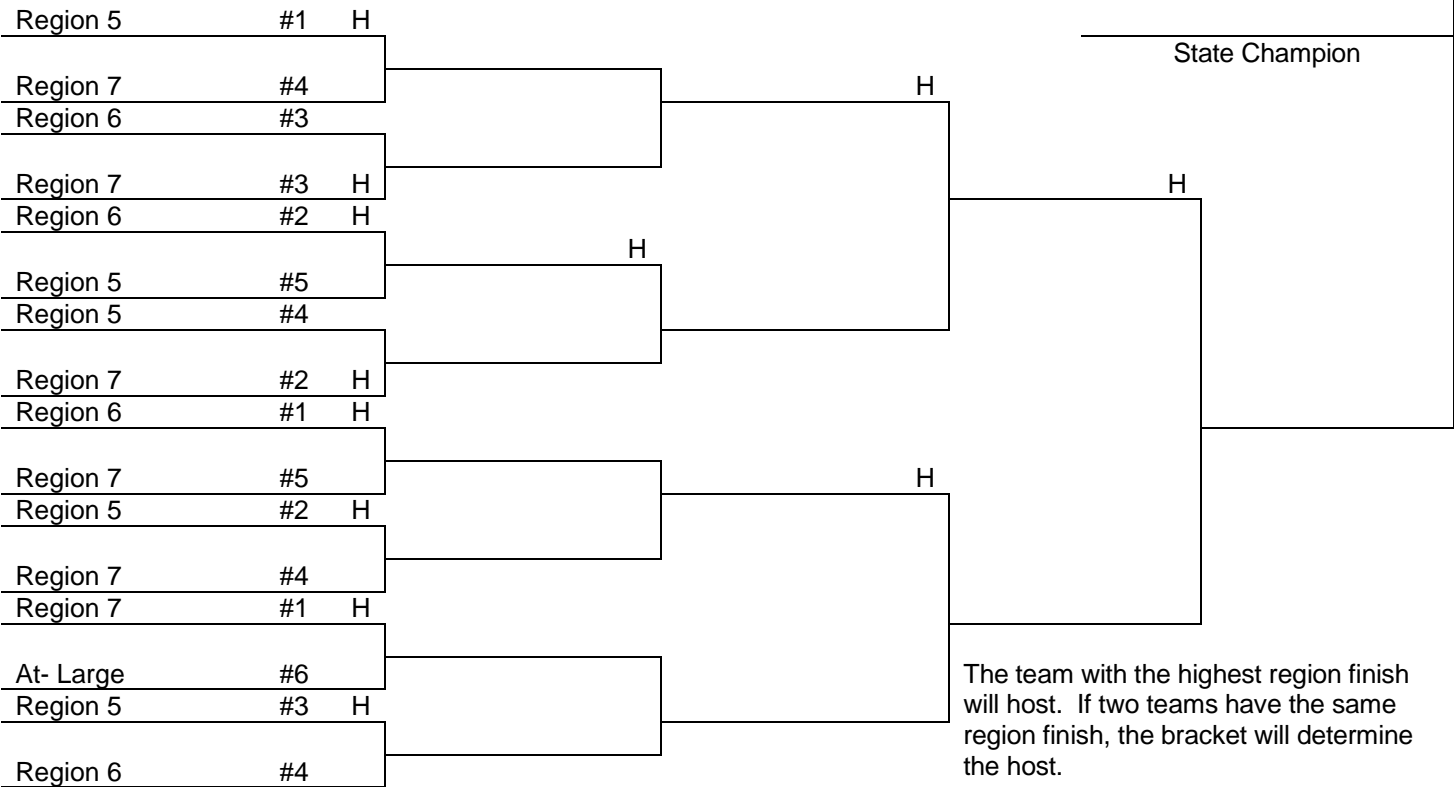 Region 5 #1 H
State Champion
Region 7 #4 H
Region 6 #3
Region 7 #3 H H
Region 6 #2 H
H
Region 5 #5
Region 5 #4
Region 7 #2 H
Region 6 #1 H
Region 7 #5 H
Region 5 #2 H
Region 7 #4
Region 7 #1 H
At- Large #6
Region 5 #3 H
Region 6 #4
The team with the highest region finish
will host. If two teams have the same
region finish, the bracket will determine
the host.